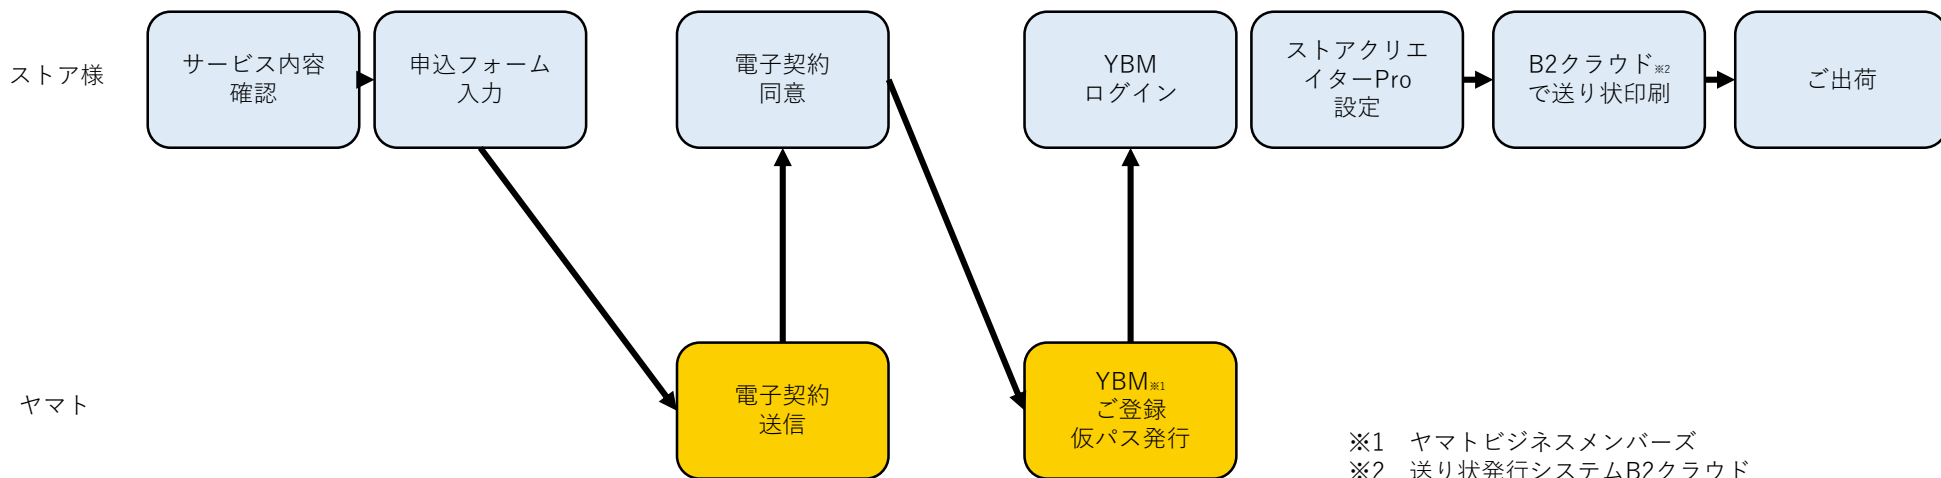 ストア様
サービス内容
確認
申込フォーム
入力
電子契約
同意
YBM
ログイン
ストアクリエ
イターPro
設定
B2クラウド※2
で送り状印刷
ご出荷
ヤマト
電子契約
送信
YBM※1
ご登録
仮パス発行
※1　ヤマトビジネスメンバーズ
※2　送り状発行システムB2クラウド